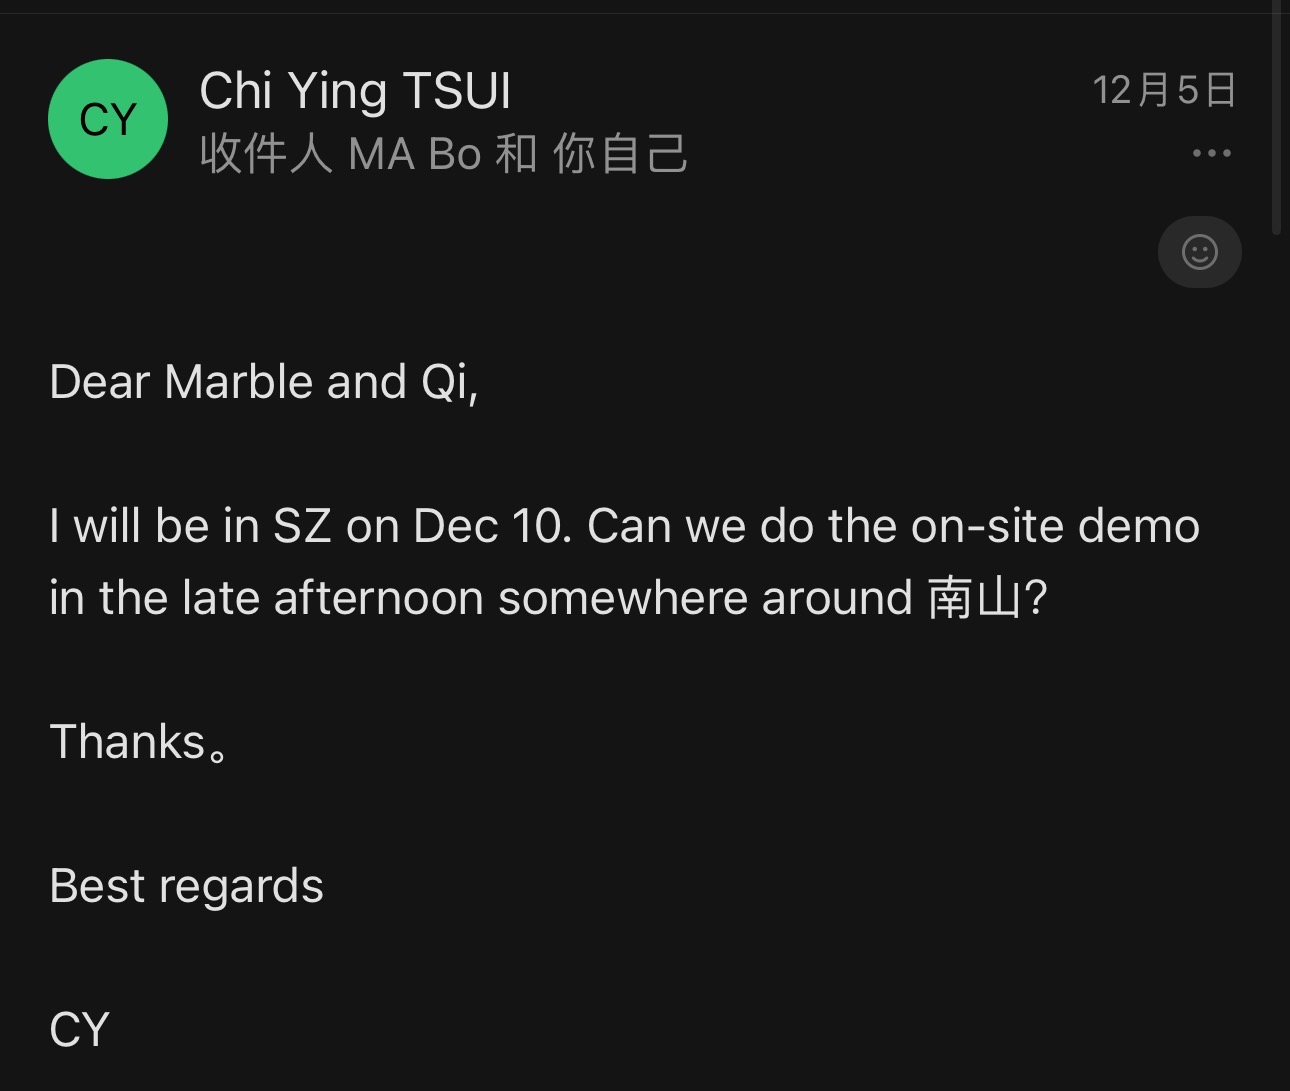 CY
Chi Ying TSUI
12月5日
收件人 MA Bo 和 你自己
Dear Marble and Qi,
I will be in SZ on Dec 10. Can we do the on-site demo
in the late afternoon somewhere around 南山?
Thanks。
Best regards
CY